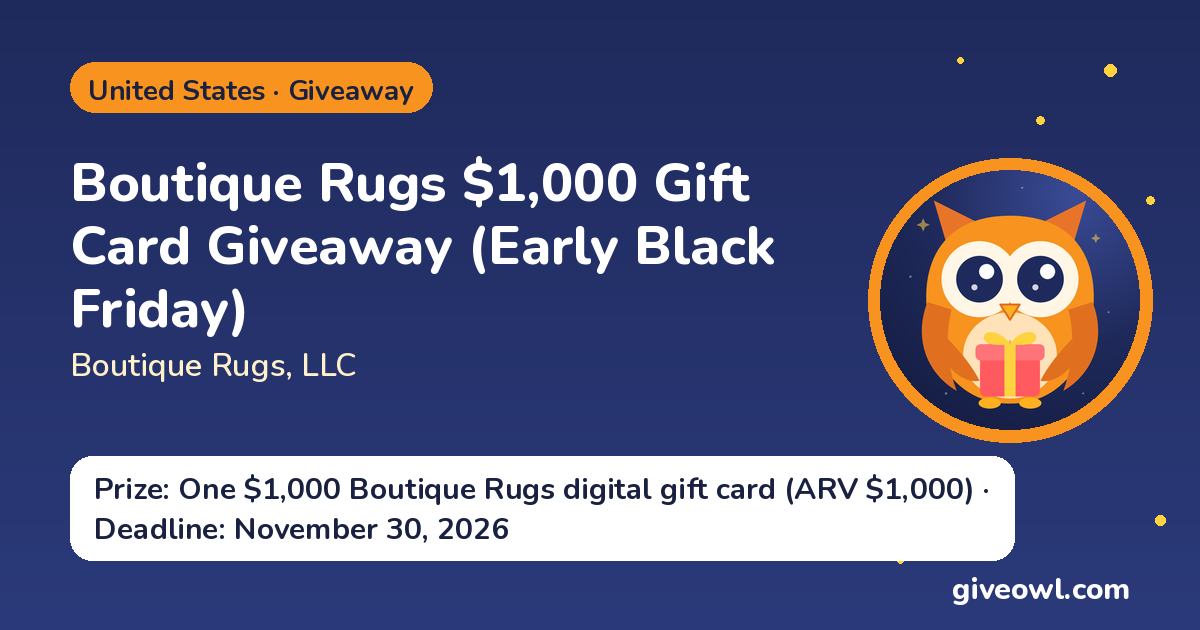 United States · Giveaway
Boutique Rugs $1,000 Gift
Card Giveaway (Early Black
Friday)
Boutique Rugs, LLC
Prize: One $1,000 Boutique Rugs digital gift card (ARV $1,000) ·
Deadline: November 30, 2026
giveowl.com